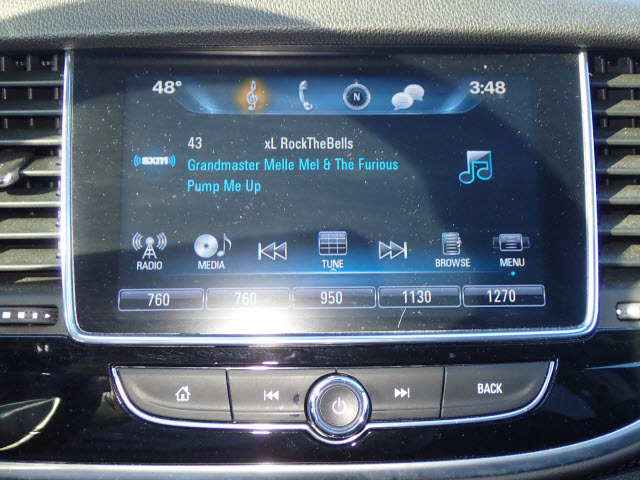 48°
N
3:48
43 xL RockTheBells
sxm
Grandmaster Melle Mel & The Furious
Pump Me Up
RADIO MEDIA TUNE BROWSE MENU
760 760 950 1130 1270
BACK